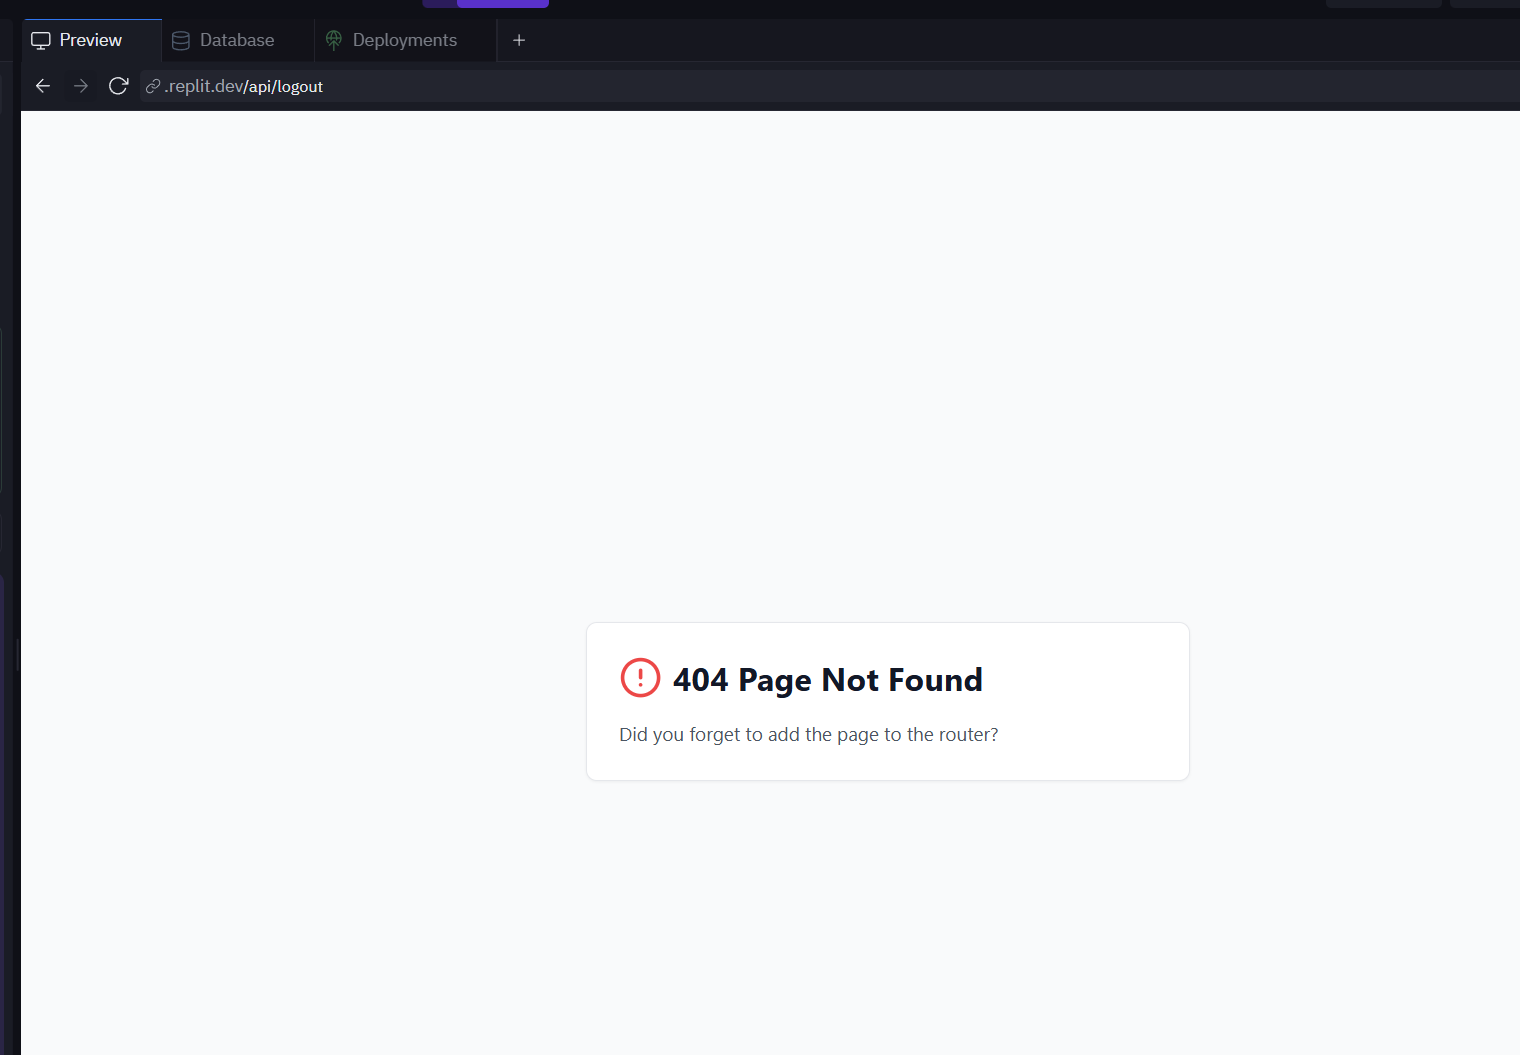 Preview
Database
Deployments
.replit.dev/api/logout
404 Page Not Found
Did you forget to add the page to the router?